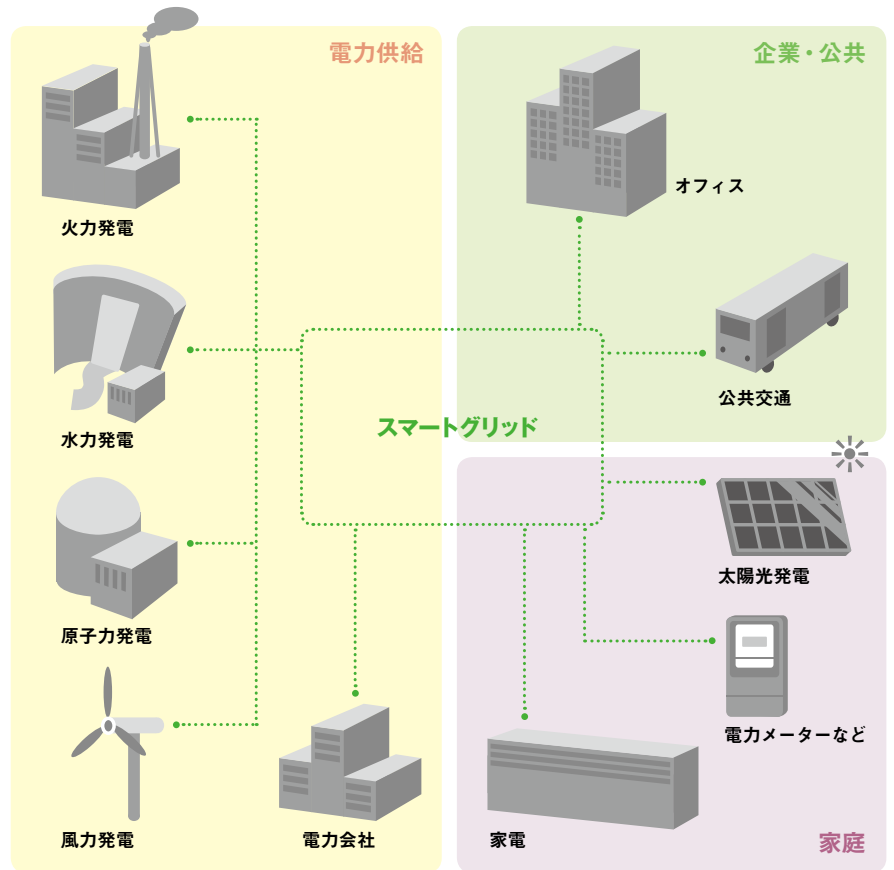 電力供給
火力発電
水力発電
原子力発電
風力発電
電力会社
スマートグリッド
企業・公共
オフィス
公共交通
太陽光発電
電力メーターなど
家電
家庭